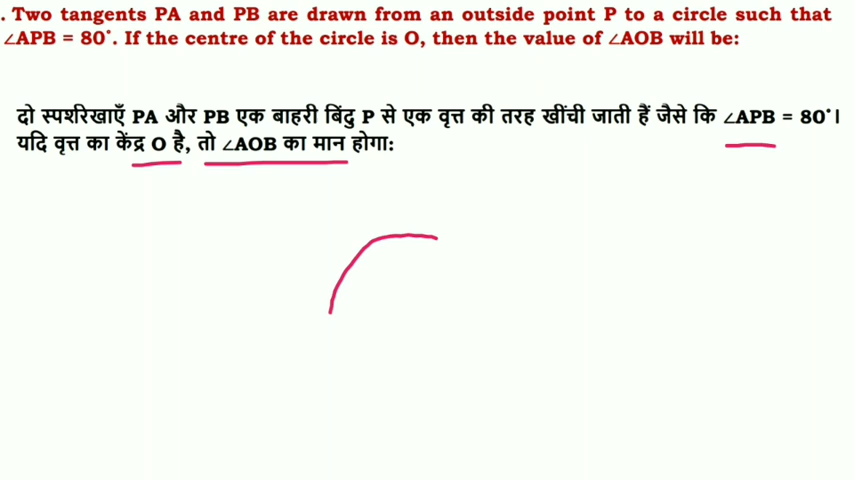 . Two tangents PA and PB are drawn from an outside point P to a circle such that
∠APB = 80°. If the centre of the circle is O, then the value of ∠AOB will be:
दो स्पर्शरेखाएँ PA और PB एक बाहरी बिंदु P से एक वृत्त की तरह खींची जाती हैं जैसे कि ∠APB = 80°।
यदि वृत्त का केंद्र O है, तो ∠AOB का मान होगा: